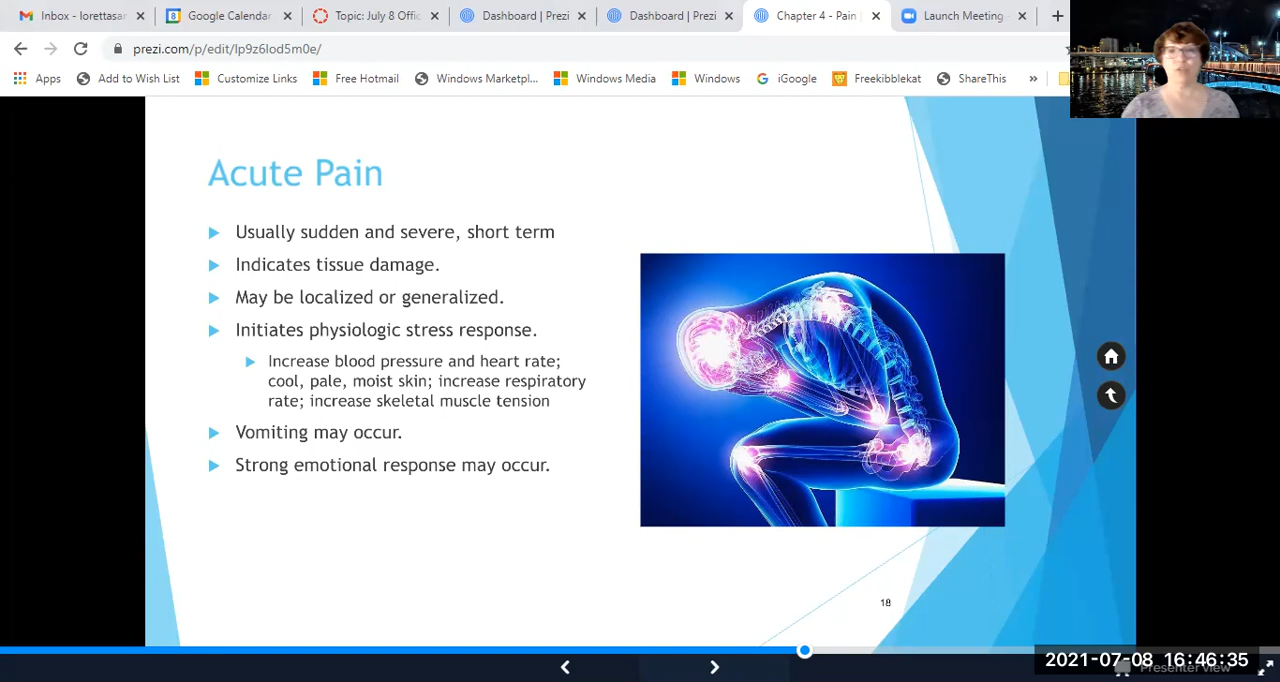 Inbox - lorettasar
Google Calendar
Topic: July 8 Offic
Dashboard | Prezi
Dashboard | Prezi
Chapter 4 - Pain
Launch Meeting
prezi.com/p/edit/lp9z6lod5m0e/
Apps
Add to Wish List
Customize Links
Free Hotmail
Windows Marketpl...
Windows Media
Windows
iGoogle
Freekibblekat
ShareThis
»
Acute Pain
Usually sudden and severe, short term
Indicates tissue damage.
May be localized or generalized.
Initiates physiologic stress response.
Increase blood pressure and heart rate;
cool, pale, moist skin; increase respiratory
rate; increase skeletal muscle tension
Vomiting may occur.
Strong emotional response may occur.
18
2021-07-08 16:46:35
Presenter view